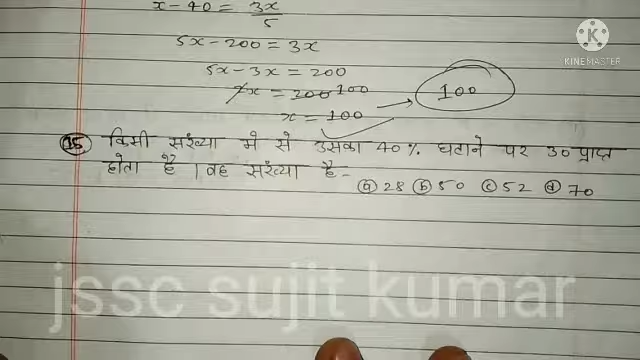 x - 40 = 3x/5
5x - 200 = 3x
5x - 3x = 200
2x = 200 100
x = 100 → 100
15 किसी संख्या मे से उसका 40% घटाने पर 30 प्राप्त
होता है । वह संख्या है -
(a) 28 (b) 50 (c) 52 (d) 70
KINEMASTER
jssc sujit kumar